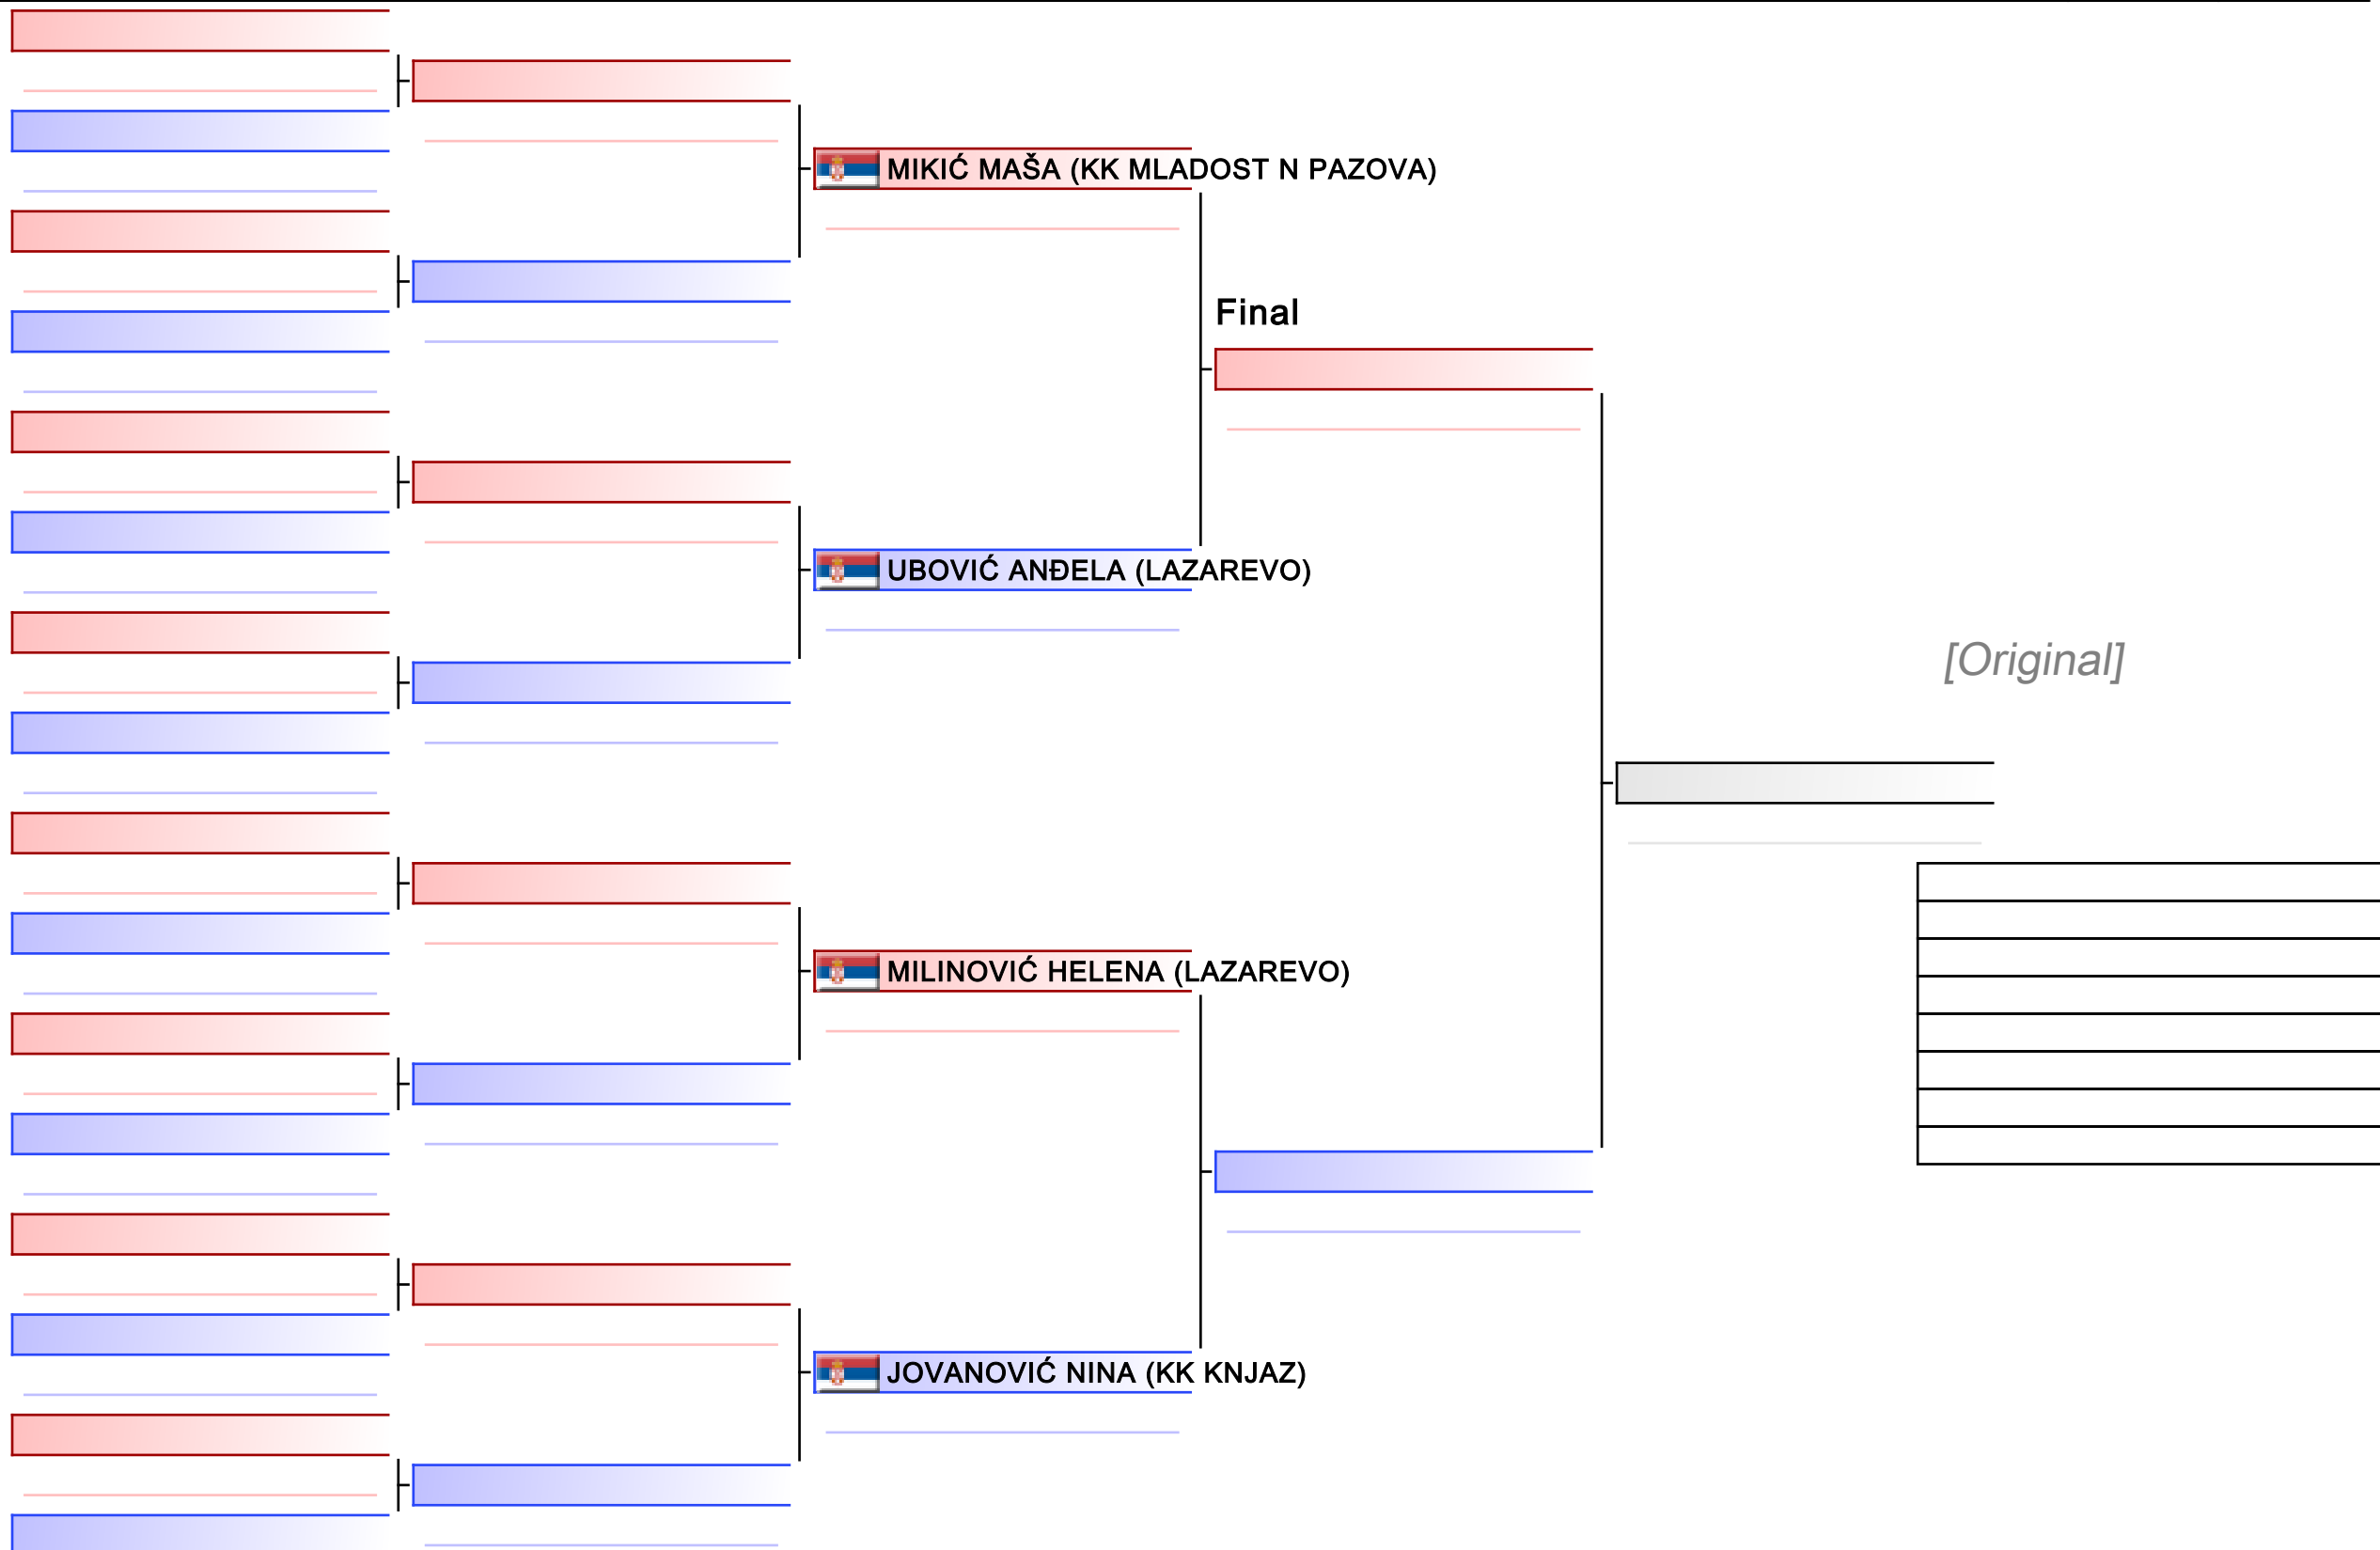 MIKIĆ MAŠA (KK MLADOST N PAZOVA)
Final
UBOVIĆ ANĐELA (LAZAREVO)
[Original]
MILINOVIĆ HELENA (LAZAREVO)
JOVANOVIĆ NINA (KK KNJAZ)